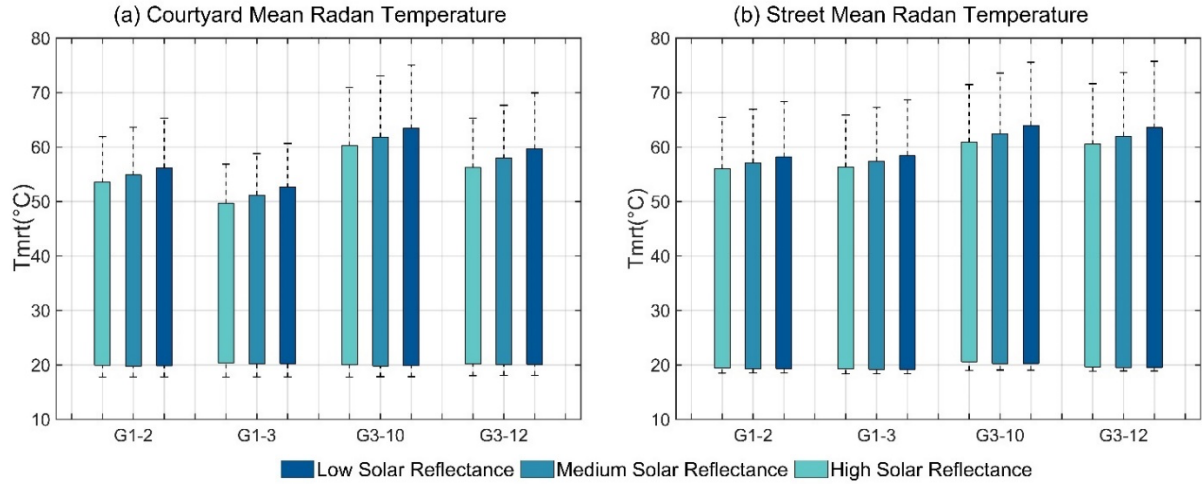 (a) Courtyard Mean Radan Temperature
80
70
60
50
40
30
20
10
Tmrt(°C)
G1-2 G1-3 G3-10 G3-12
(b) Street Mean Radan Temperature
80
70
60
50
40
30
20
10
Tmrt(°C)
G1-2 G1-3 G3-10 G3-12
Low Solar Reflectance Medium Solar Reflectance High Solar Reflectance